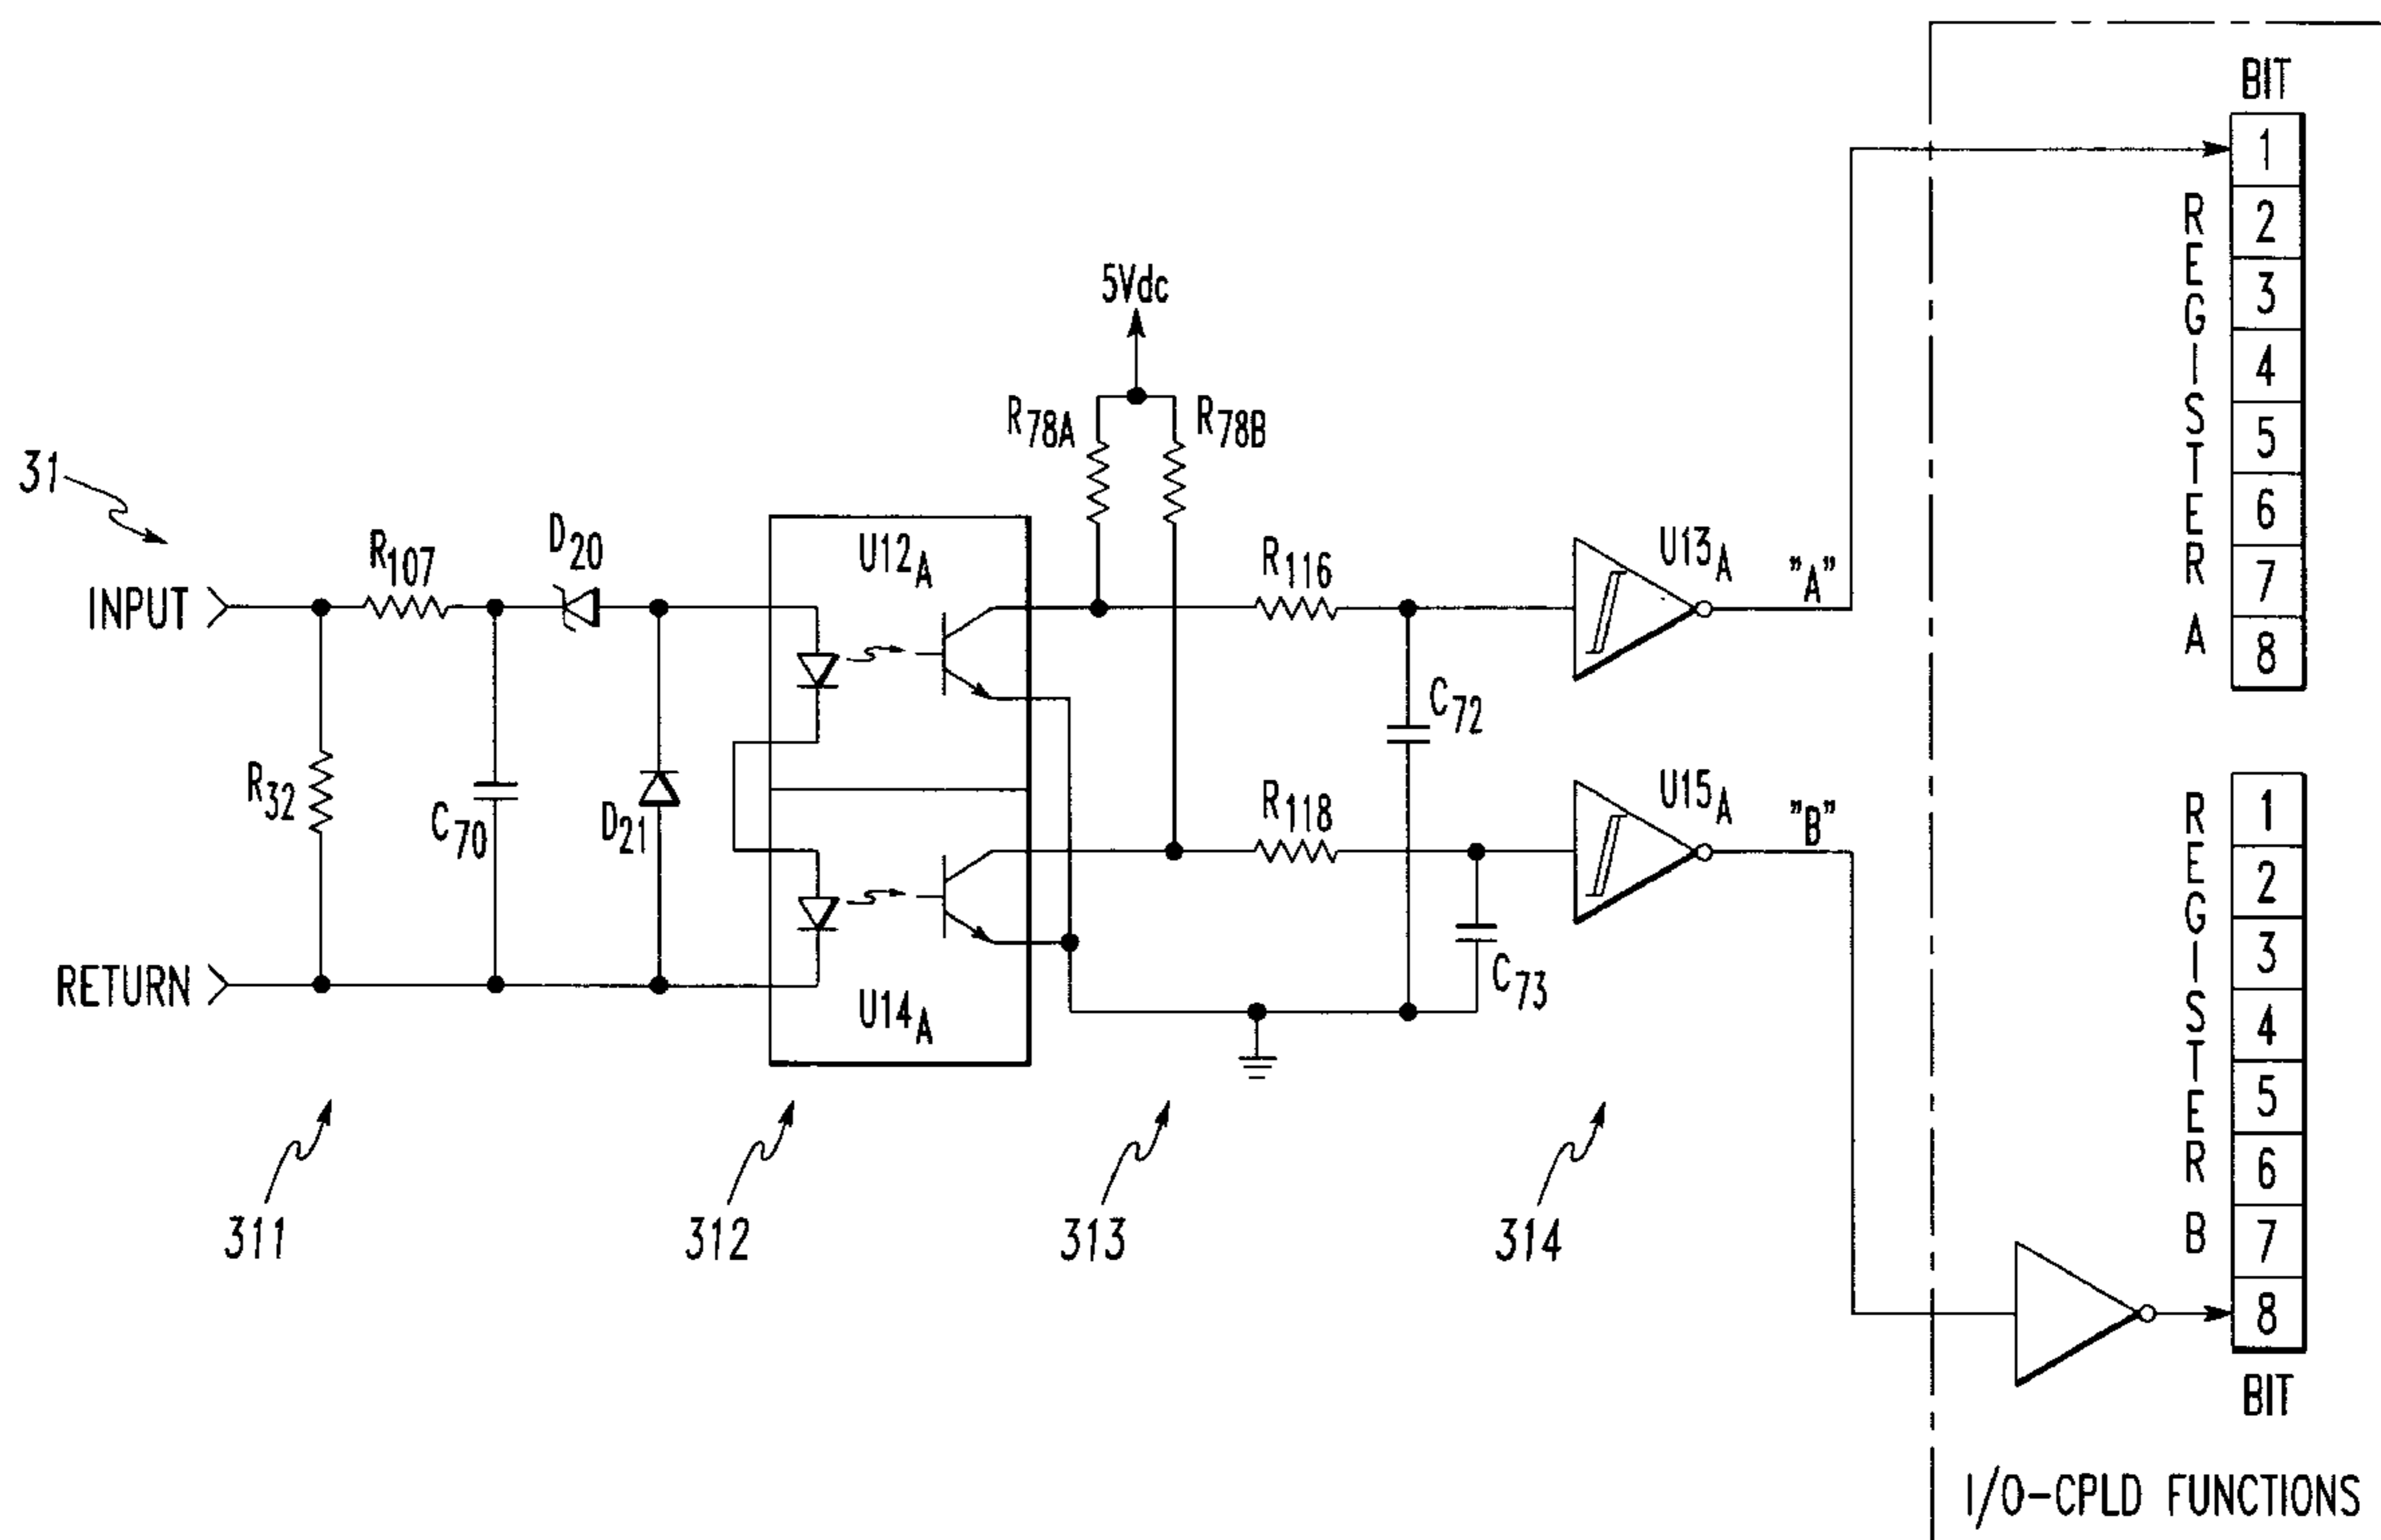 BIT
1
2
3
4
5
6
7
8
REGISTER A
5Vdc
R78A
R78B
31
INPUT
R107
D20
U12A
R116
U13A
"A"
R32
C70
D21
C72
R118
U15A
"B"
RETURN
U14A
C73
1
2
3
4
5
6
7
8
REGISTER B
BIT
311
312
313
314
I/O-CPLD FUNCTIONS